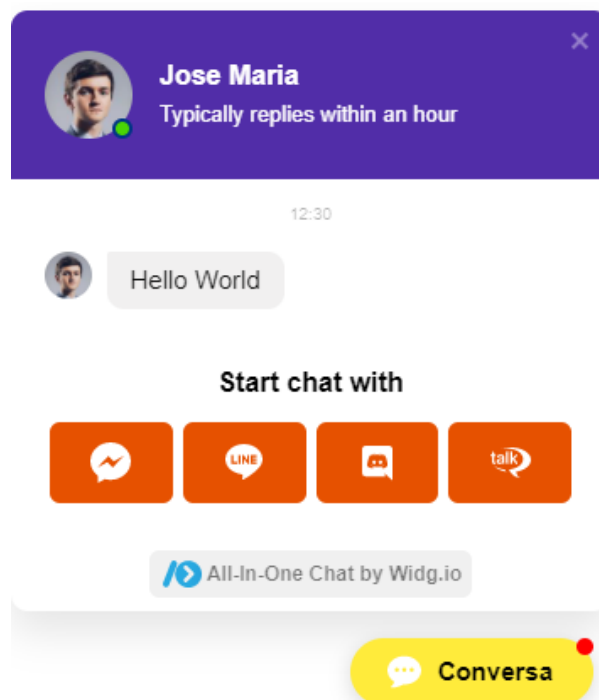 Jose Maria
Typically replies within an hour
12:30
Hello World
Start chat with
LINE
talk
All-In-One Chat by Widg.io
Conversa